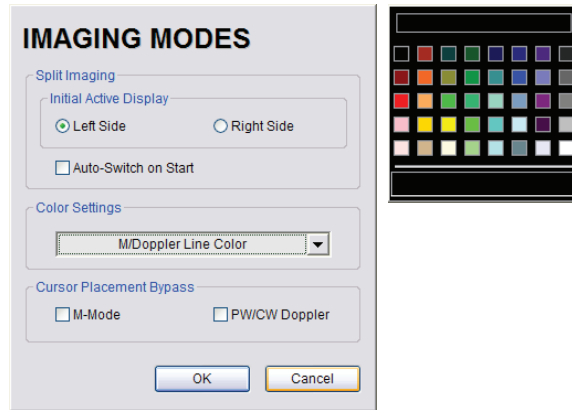 IMAGING MODES
Split Imaging
Initial Active Display
Left Side
Right Side
Auto-Switch on Start
Color Settings
M/Doppler Line Color
Cursor Placement Bypass
M-Mode
PW/CW Doppler
OK
Cancel